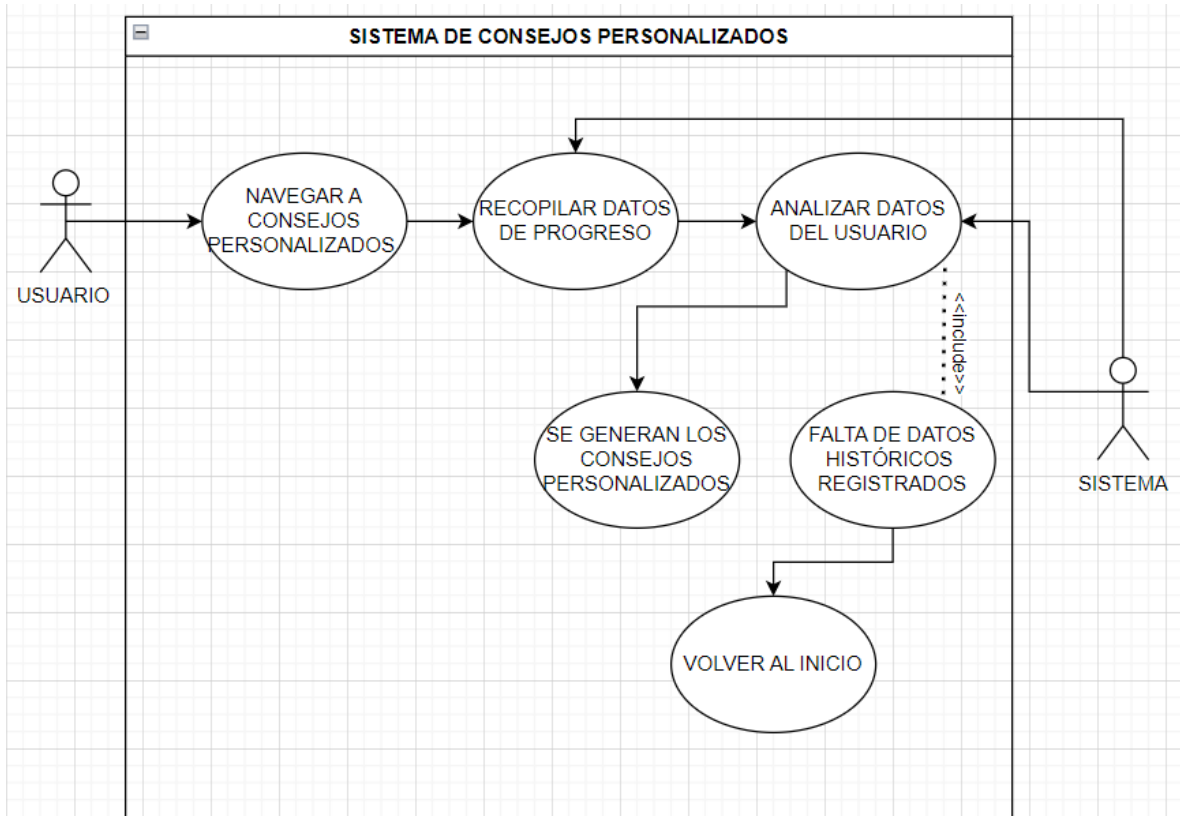 SISTEMA DE CONSEJOS PERSONALIZADOS
NAVEGAR A
CONSEJOS
PERSONALIZADOS
RECOPILAR DATOS
DE PROGRESO
ANALIZAR DATOS
DEL USUARIO
USUARIO
<<include>>
SE GENERAN LOS
CONSEJOS
PERSONALIZADOS
FALTA DE DATOS
HISTÓRICOS
REGISTRADOS
SISTEMA
VOLVER AL INICIO